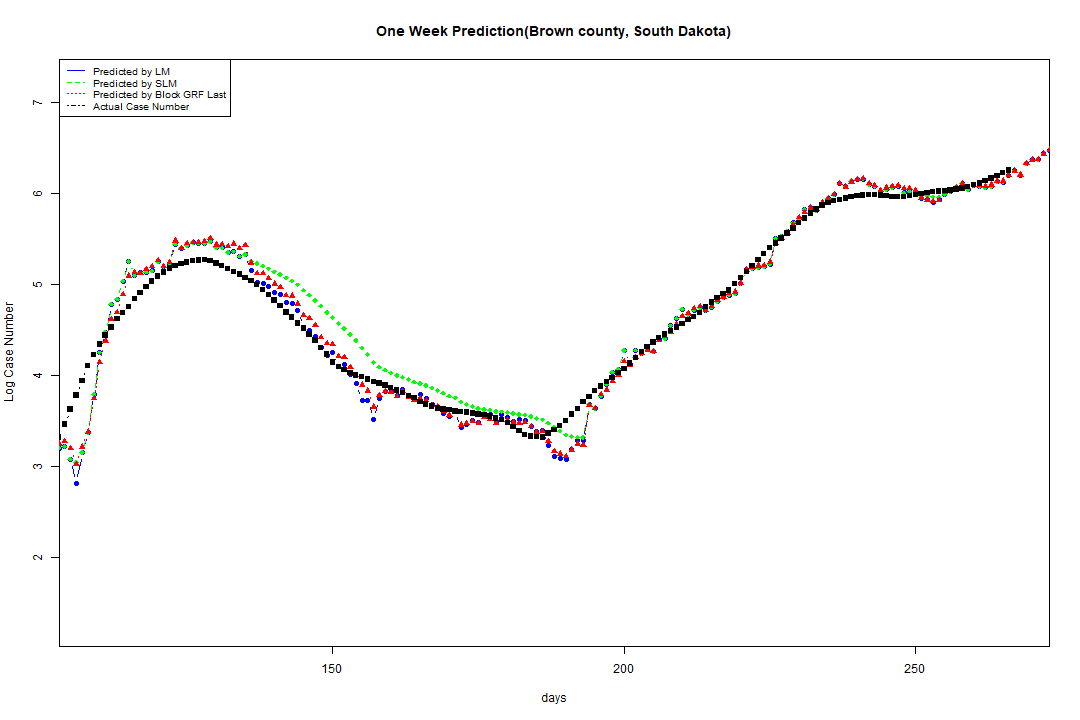 One Week Prediction(Brown county, South Dakota)
Predicted by LM
Predicted by SLM
Predicted by Block GRF Last
Actual Case Number
7
6
5
4
3
2
Log Case Number
150
200
250
days